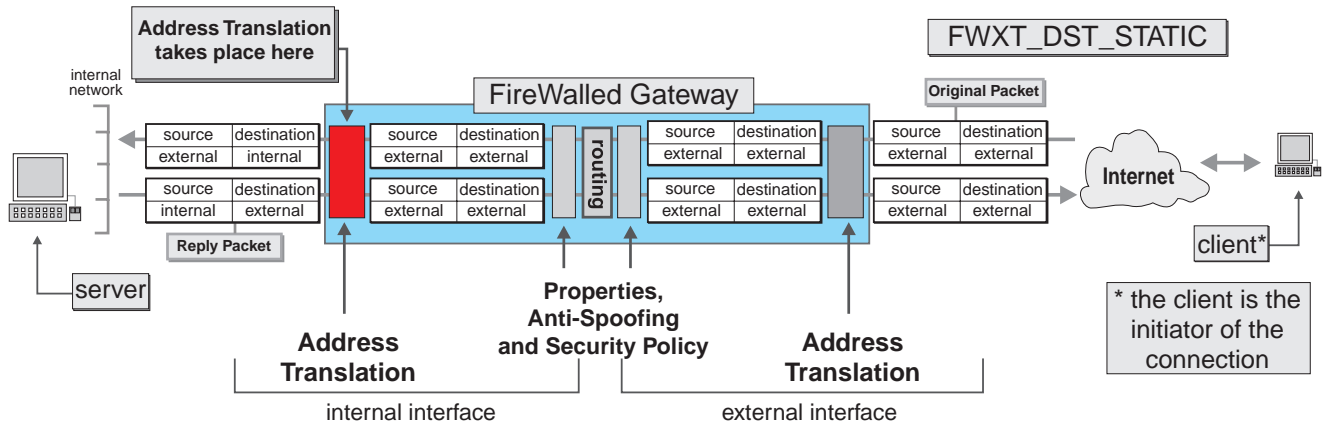 Address Translation
takes place here
FWXT_DST_STATIC
internal
network
FireWalled Gateway
Original Packet
source destination
external internal
source destination
external external
routing
source destination
external external
source destination
external external
Internet
source destination
internal external
source destination
external external
source destination
external external
source destination
external external
Reply Packet
server
client*
Address
Translation
Properties,
Anti-Spoofing
and Security Policy
Address
Translation
* the client is the
initiator of the
connection
internal interface
external interface